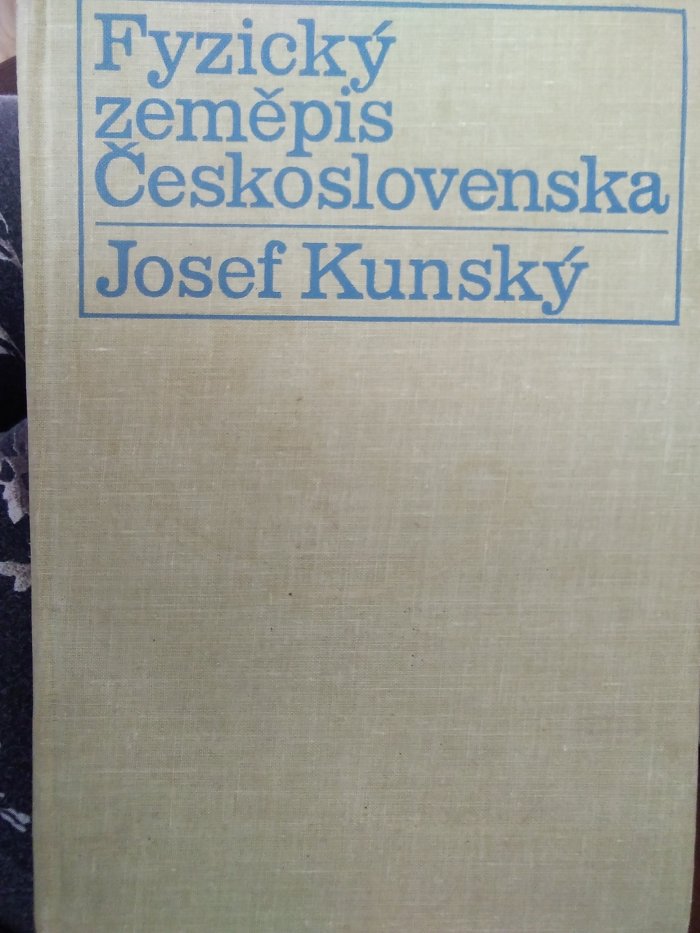 Fyzický
zeměpis
Československa
Josef Kunský